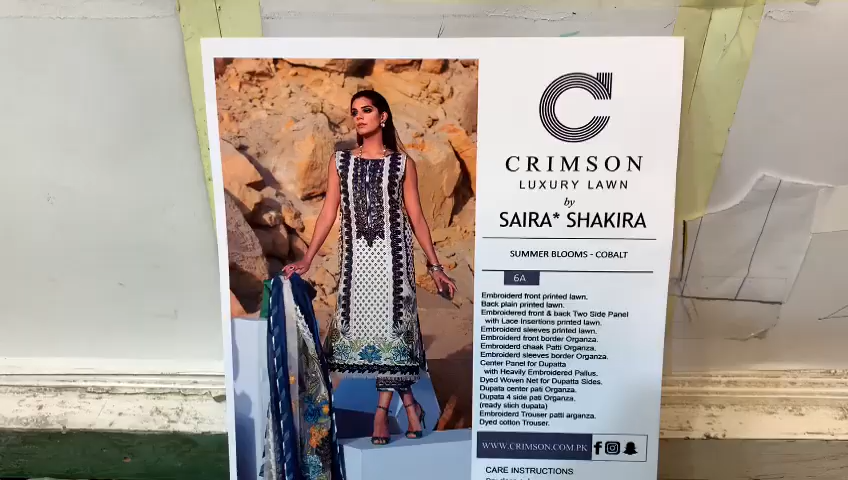 C
CRIMSON
LUXURY LAWN
by
SAIRA* SHAKIRA
SUMMER BLOOMS - COBALT
6A
Embroiderd front printed lawn.
Back plain printed lawn.
Embroidered front & back Two Side Panel
with Lace Insertions printed lawn.
Embroiderd sleeves printed lawn.
Embroiderd front border Organza.
Embroiderd chaak Patti Organza.
Embroiderd sleeves border Organza.
Center Panel for Dupatta
with Heavily Embroidered Pallus.
Dyed Woven Net for Dupatta Sides.
Dupata center pati Organza.
Dupata 4 side pati Organza.
(ready stich dupata)
Embroiderd Trouser patti arganza.
Dyed cotton Trouser.
WWW.CRIMSON.COM.PK
CARE INSTRUCTIONS